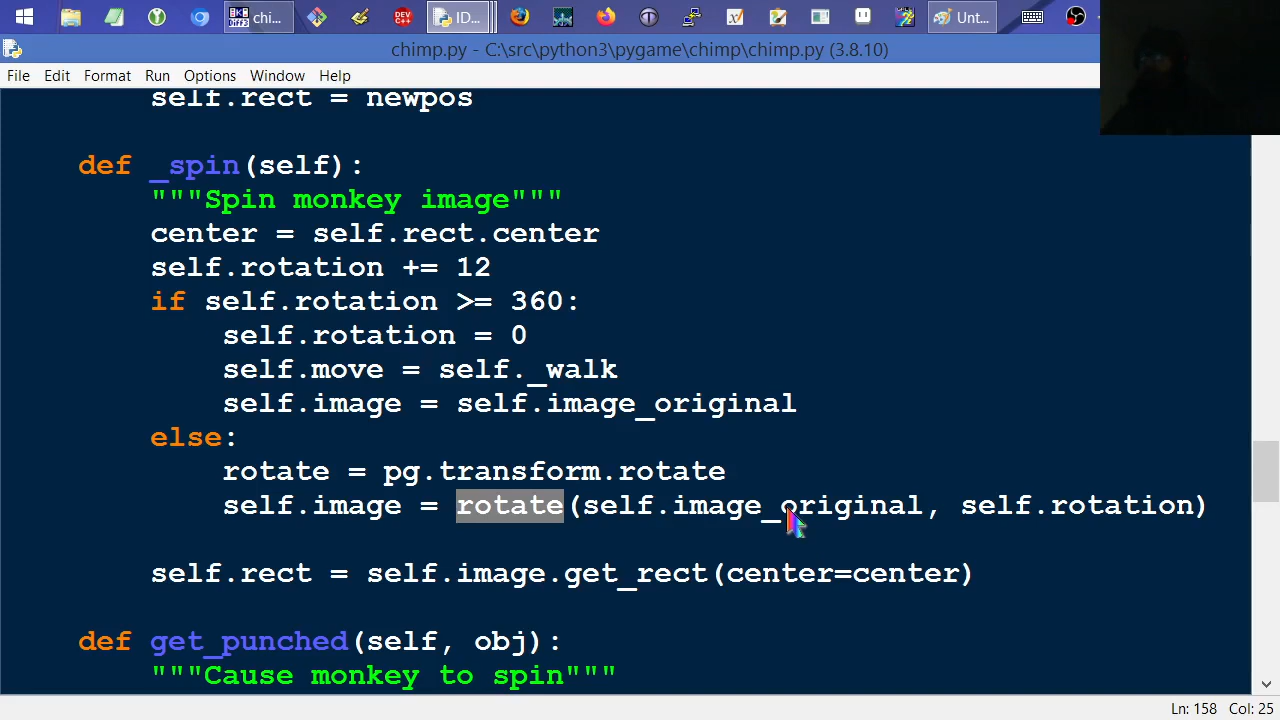 chi...
DEV C++
ID...
Unt...
chimp.py - C:\src\python3\pygame\chimp\chimp.py (3.8.10)
File Edit Format Run Options Window Help
self.rect = newpos
def _spin(self):
"""Spin monkey image"""
center = self.rect.center
self.rotation += 12
if self.rotation >= 360:
self.rotation = 0
self.move = self._walk
self.image = self.image_original
else:
rotate = pg.transform.rotate
self.image = rotate(self.image_original, self.rotation)
self.rect = self.image.get_rect(center=center)
def get_punched(self, obj):
"""Cause monkey to spin"""
Ln: 158 Col: 25